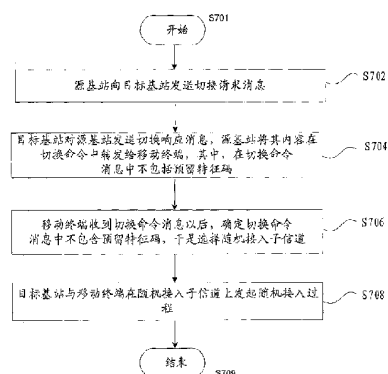 S701
开始
源基站向目标基站发送切换请求消息
S702
目标基站对源基站发送切换响应消息，源基站将其内容在
切换命令中转发给移动终端，其中，在切换命令
消息中不包括预留特征码
S704
移动终端收到切换命令消息以后，确定切换命令
消息中不包含预留特征码，于是选择随机接入子信道
S706
目标基站与移动终端在随机接入子信道上发起随机接入过
程
S708
结束
S709